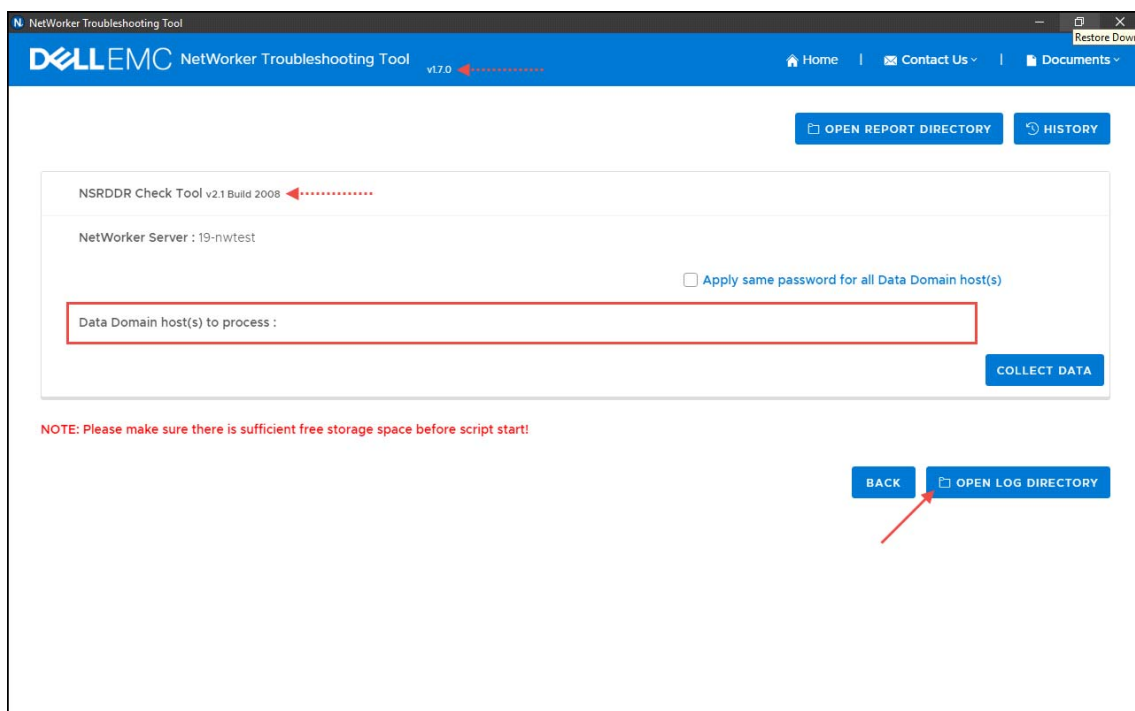 NetWorker Troubleshooting Tool
Restore Dow
DELLEMC NetWorker Troubleshooting Tool v1.7.0 Home | Contact Us | Documents
OPEN REPORT DIRECTORY HISTORY
NSRDDR Check Tool v2.1 Build 2008
NetWorker Server : 19-nwtest
Apply same password for all Data Domain host(s)
Data Domain host(s) to process :
COLLECT DATA
NOTE: Please make sure there is sufficient free storage space before script start!
BACK OPEN LOG DIRECTORY